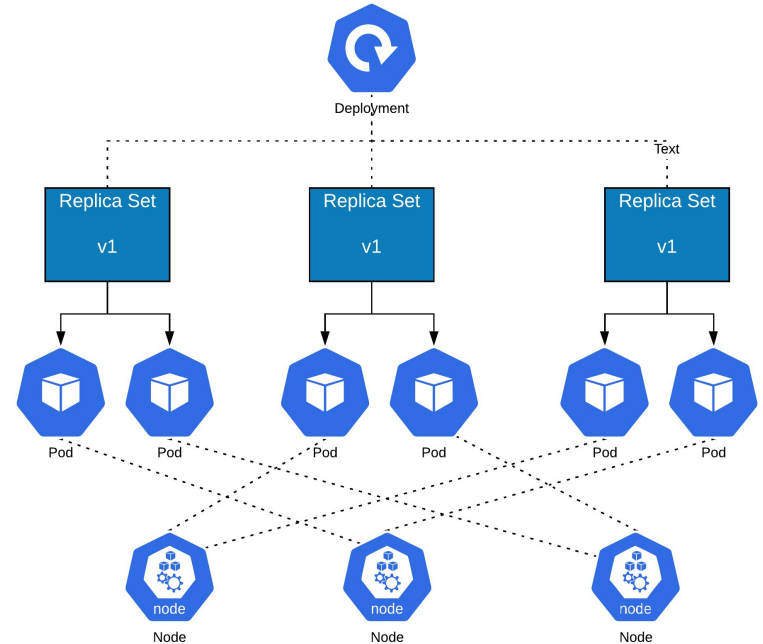 Deployment
Text
Replica Set
v1
Replica Set
v1
Replica Set
v1
Pod
Pod
Pod
Pod
Pod
Pod
node
node
node
Node
Node
Node